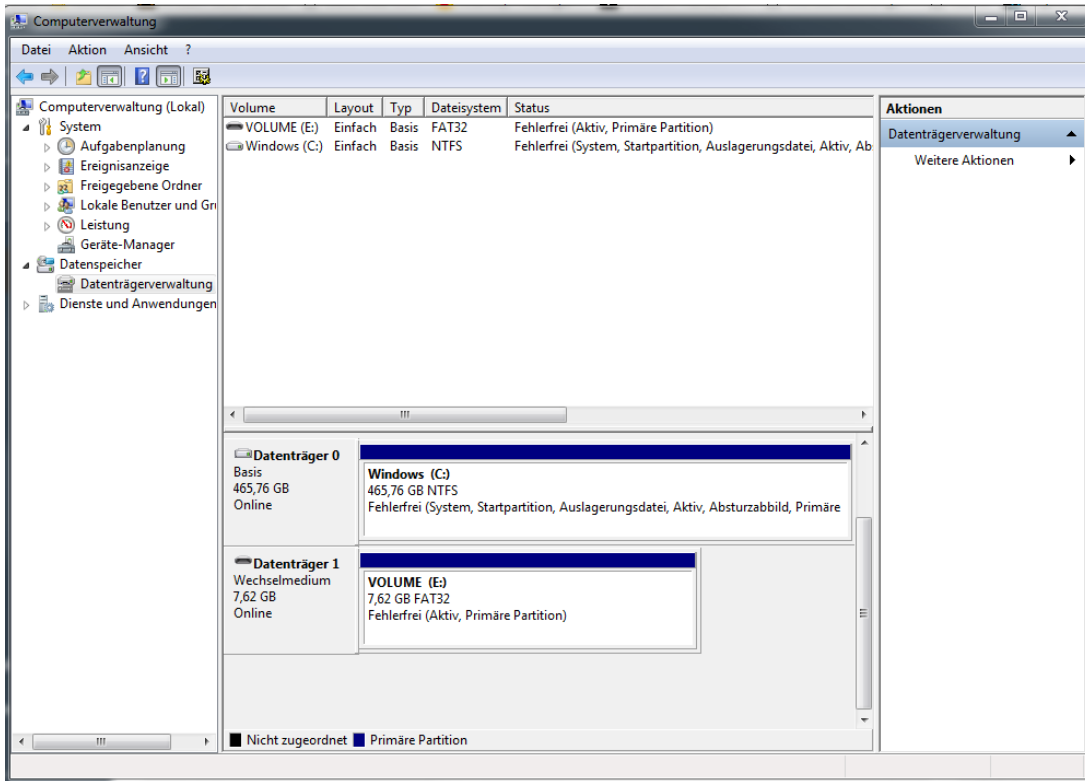 Computerverwaltung
Datei Aktion Ansicht ?
Computerverwaltung (Lokal)
System
Aufgabenplanung
Ereignisanzeige
Freigegebene Ordner
Lokale Benutzer und Gru
Leistung
Geräte-Manager
Datenspeicher
Datenträgerverwaltung
Dienste und Anwendungen
Volume Layout Typ Dateisystem Status
VOLUME (E:) Einfach Basis FAT32 Fehlerfrei (Aktiv, Primäre Partition)
Windows (C:) Einfach Basis NTFS Fehlerfrei (System, Startpartition, Auslagerungsdatei, Aktiv, Ab
Datenträger 0
Basis
465,76 GB
Online
Windows (C:)
465,76 GB NTFS
Fehlerfrei (System, Startpartition, Auslagerungsdatei, Aktiv, Absturzabbild, Primäre
Datenträger 1
Wechselmedium
7,62 GB
Online
VOLUME (E:)
7,62 GB FAT32
Fehlerfrei (Aktiv, Primäre Partition)
Nicht zugeordnet Primäre Partition
Aktionen
Datenträgerverwaltung
Weitere Aktionen